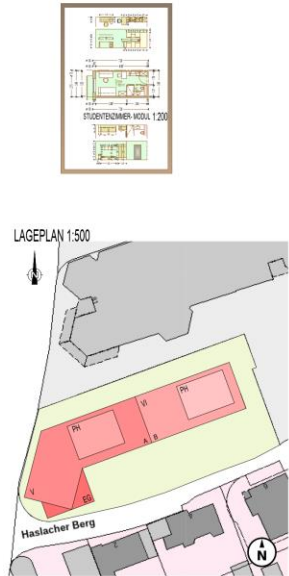 STUDENTENZIMMER- MODUL 1:200
LAGEPLAN 1:500
N
PH
VI
PH
A
B
V
EG
Haslacher Berg
N